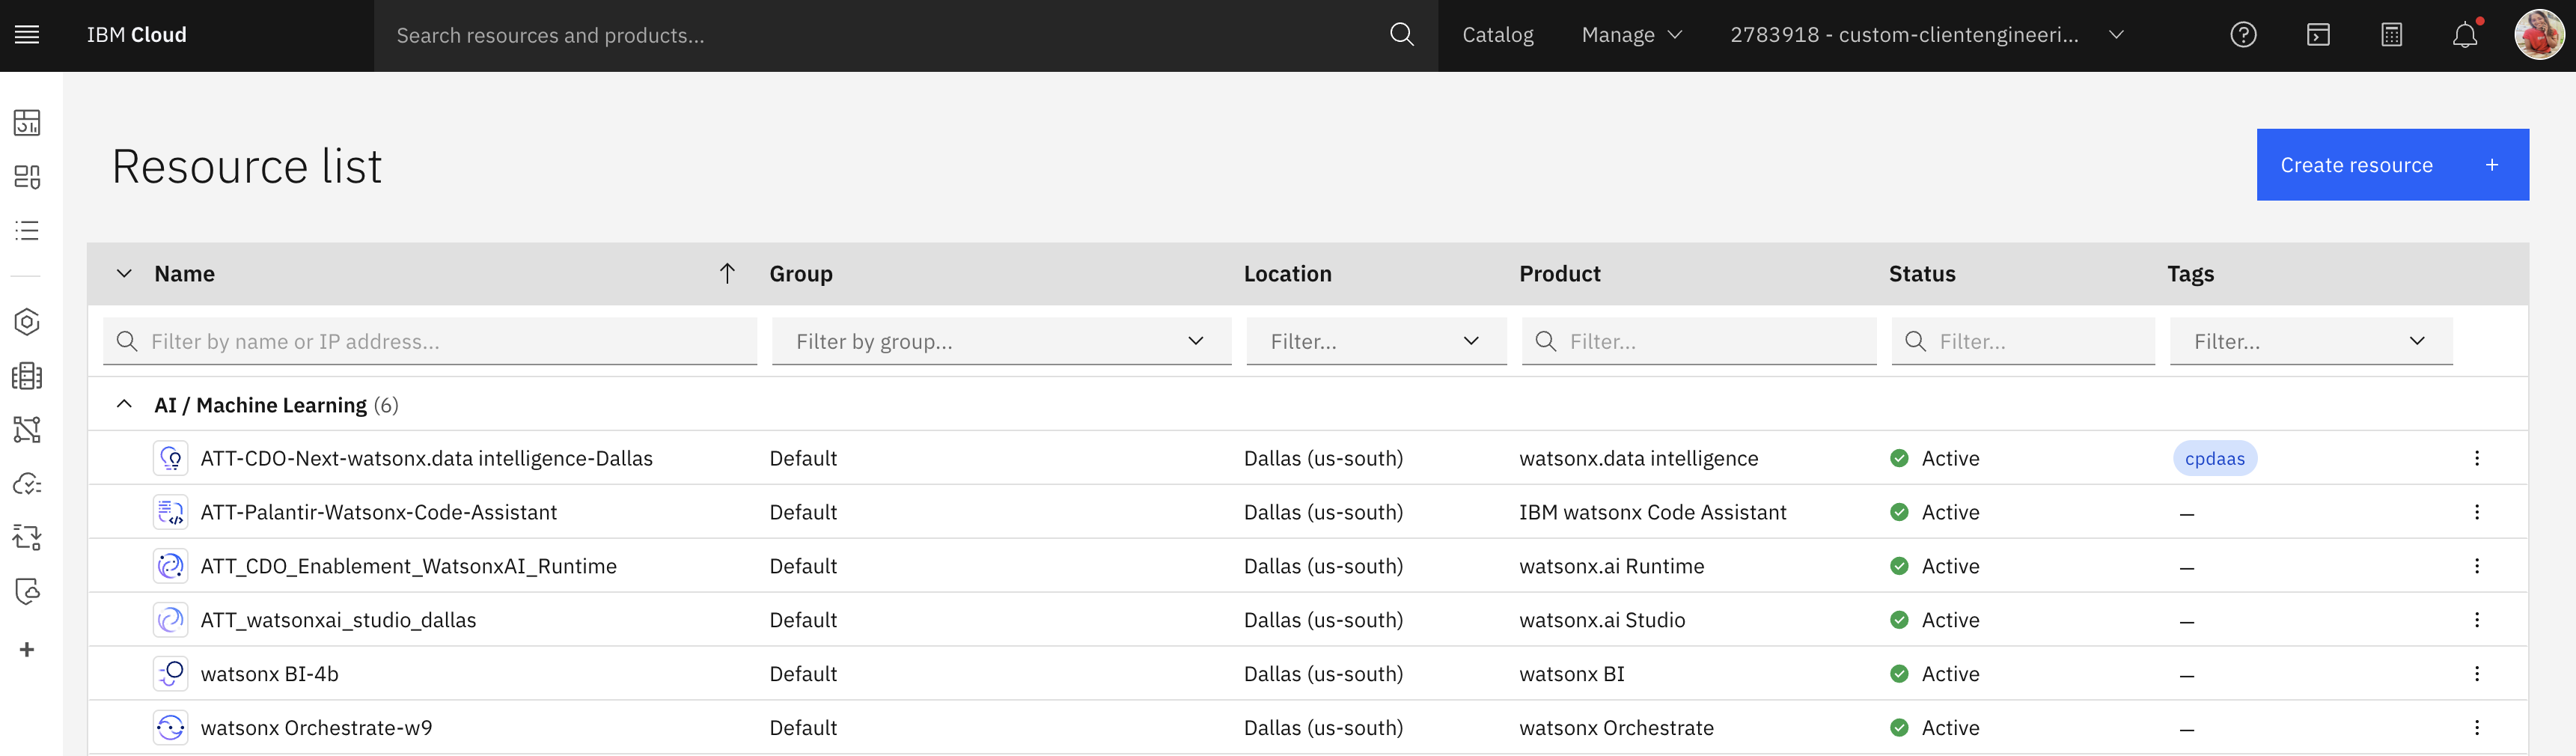 IBM Cloud
Search resources and products...
Catalog
Manage
2783918 - custom-clientengineeri...
Resource list
Create resource +
Name Group Location Product Status Tags
Filter by name or IP address... Filter by group... Filter... Filter... Filter... Filter...
AI / Machine Learning (6)
ATT-CDO-Next-watsonx.data intelligence-Dallas Default Dallas (us-south) watsonx.data intelligence Active cpdaas
ATT-Palantir-Watsonx-Code-Assistant Default Dallas (us-south) IBM watsonx Code Assistant Active –
ATT_CDO_Enablement_WatsonxAI_Runtime Default Dallas (us-south) watsonx.ai Runtime Active –
ATT_watsonxai_studio_dallas Default Dallas (us-south) watsonx.ai Studio Active –
watsonx BI-4b Default Dallas (us-south) watsonx BI Active –
watsonx Orchestrate-w9 Default Dallas (us-south) watsonx Orchestrate Active –